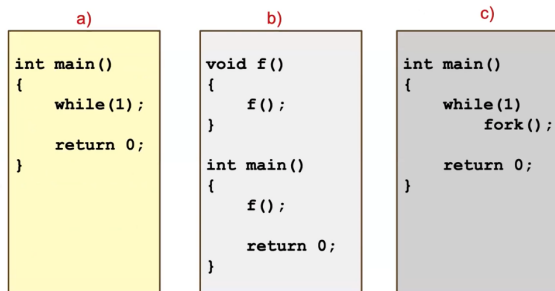 a)
int main()
{
    while(1);
    return 0;
}
b)
void f()
{
    f();
}
int main()
{
    f();
    return 0;
}
c)
int main()
{
    while(1)
        fork();
    return 0;
}